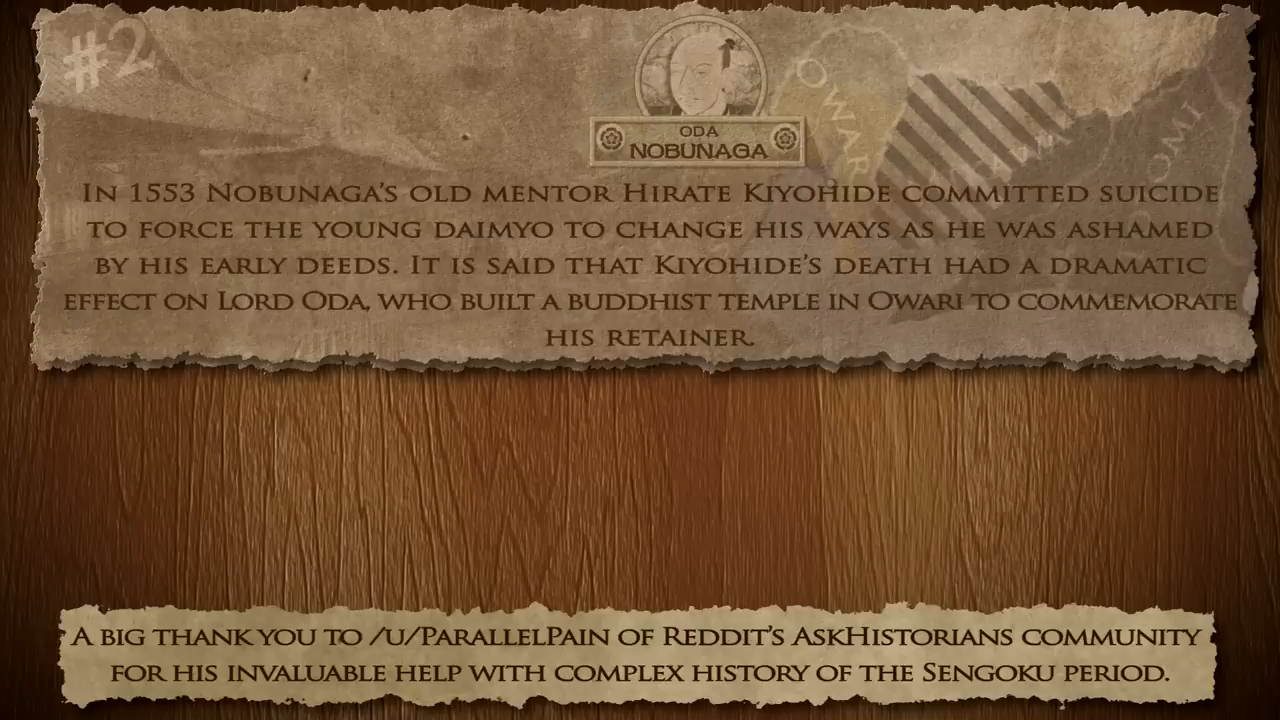 #2
OWARI
OMI
ODA
NOBUNAGA
In 1553 Nobunaga's old mentor Hirate Kiyohide committed suicide
to force the young daimyo to change his ways as he was ashamed
by his early deeds. It is said that Kiyohide's death had a dramatic
effect on Lord Oda, who built a Buddhist temple in Owari to commemorate
his retainer.
A big thank you to /u/ParallelPain of Reddit's AskHistorians community
for his invaluable help with complex history of the Sengoku period.